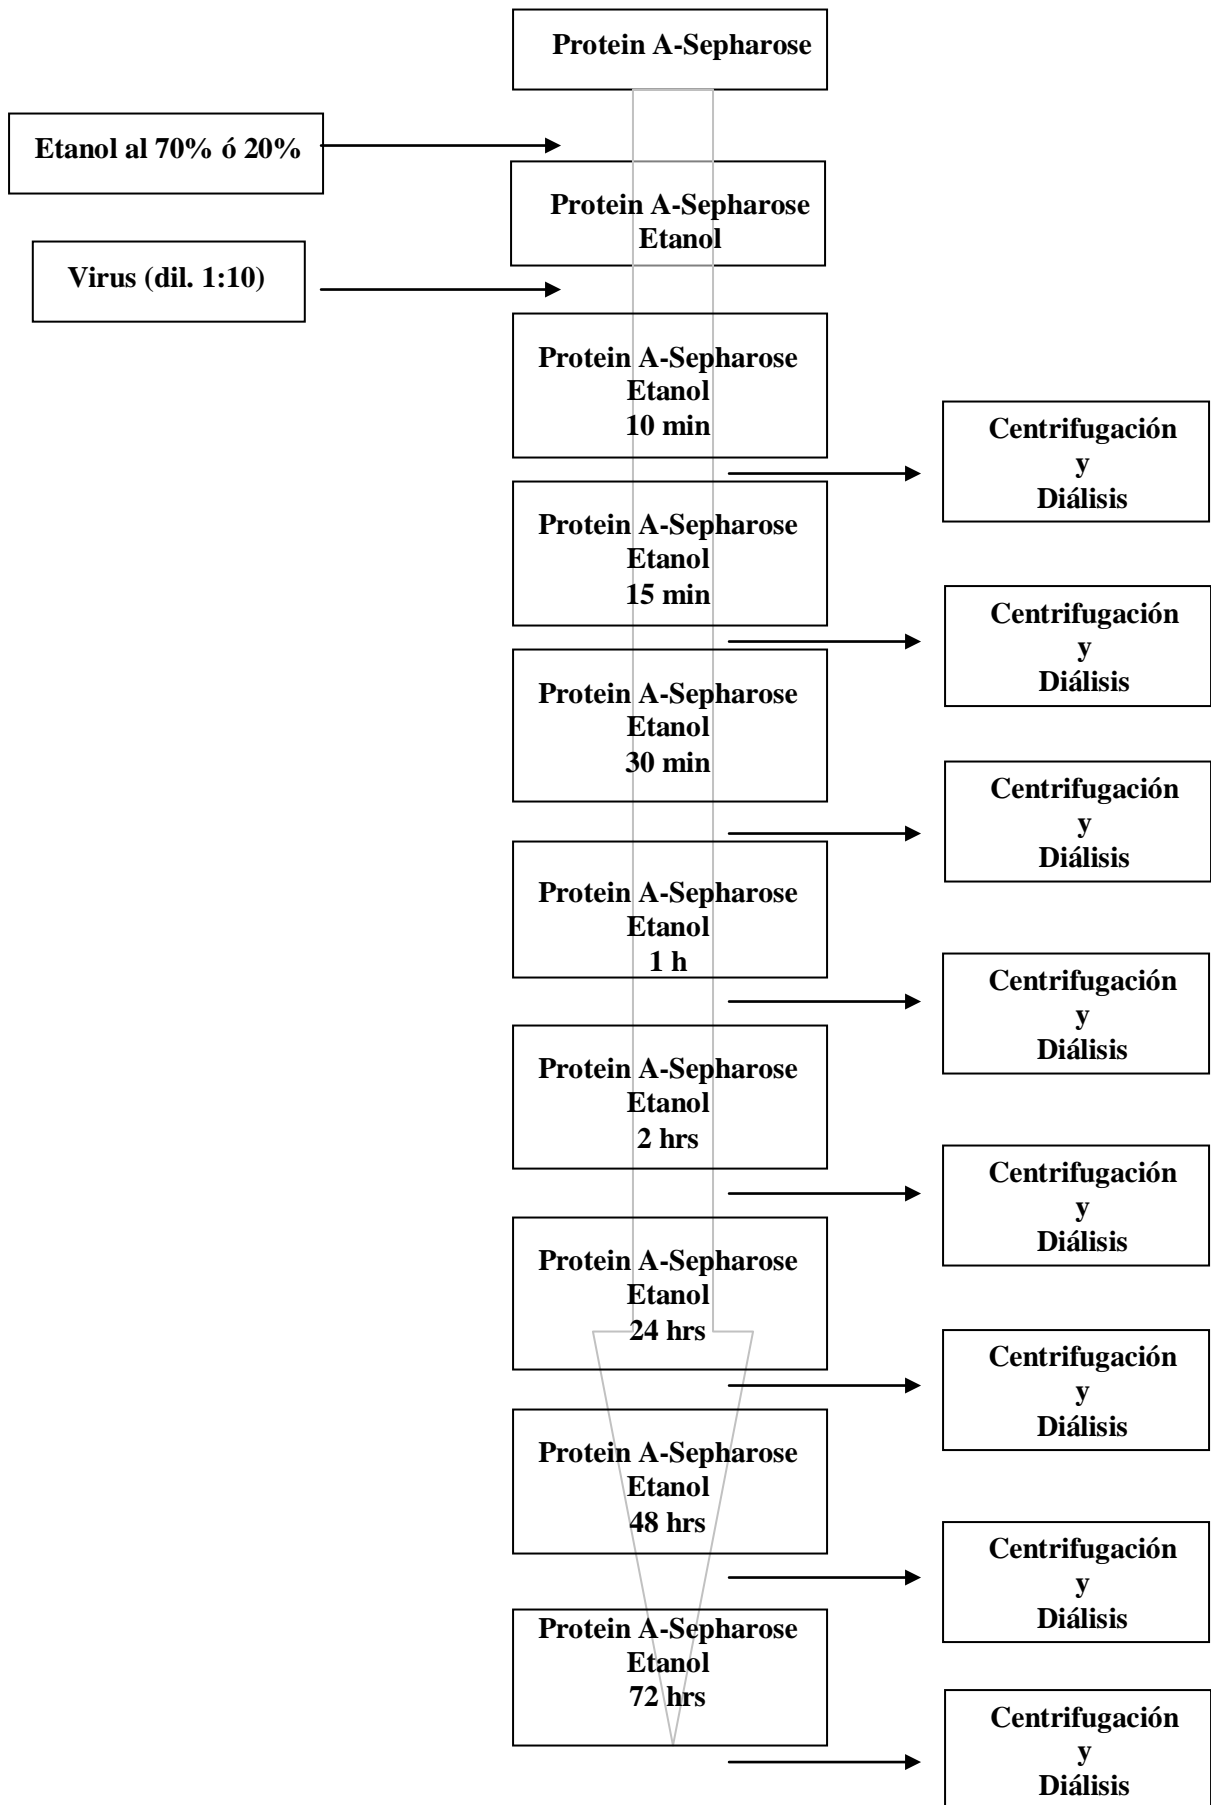 Protein A-Sepharose
Etanol al 70% ó 20%
Protein A-Sepharose
Etanol
Virus (dil. 1:10)
Protein A-Sepharose
Etanol
10 min
Centrifugación
y
Diálisis
Protein A-Sepharose
Etanol
15 min
Centrifugación
y
Diálisis
Protein A-Sepharose
Etanol
30 min
Centrifugación
y
Diálisis
Protein A-Sepharose
Etanol
1 h
Centrifugación
y
Diálisis
Protein A-Sepharose
Etanol
2 hrs
Centrifugación
y
Diálisis
Protein A-Sepharose
Etanol
24 hrs
Centrifugación
y
Diálisis
Protein A-Sepharose
Etanol
48 hrs
Centrifugación
y
Diálisis
Protein A-Sepharose
Etanol
72 hrs
Centrifugación
y
Diálisis